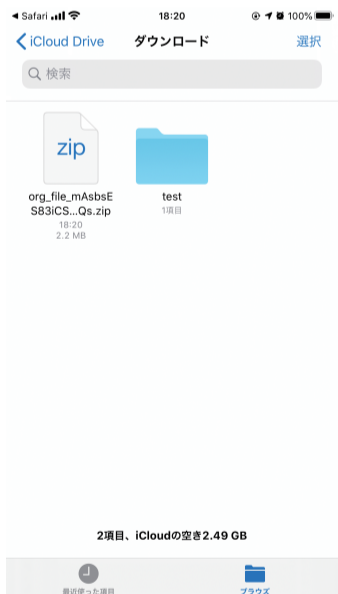 ◀ Safari 18:20 100%
iCloud Drive ダウンロード 選択
検索
zip
org_file_mAsbsE
S83iCS...Qs.zip
18:20
2.2 MB
test
1項目
2項目、iCloudの空き2.49 GB
最近使った項目 ブラウズ